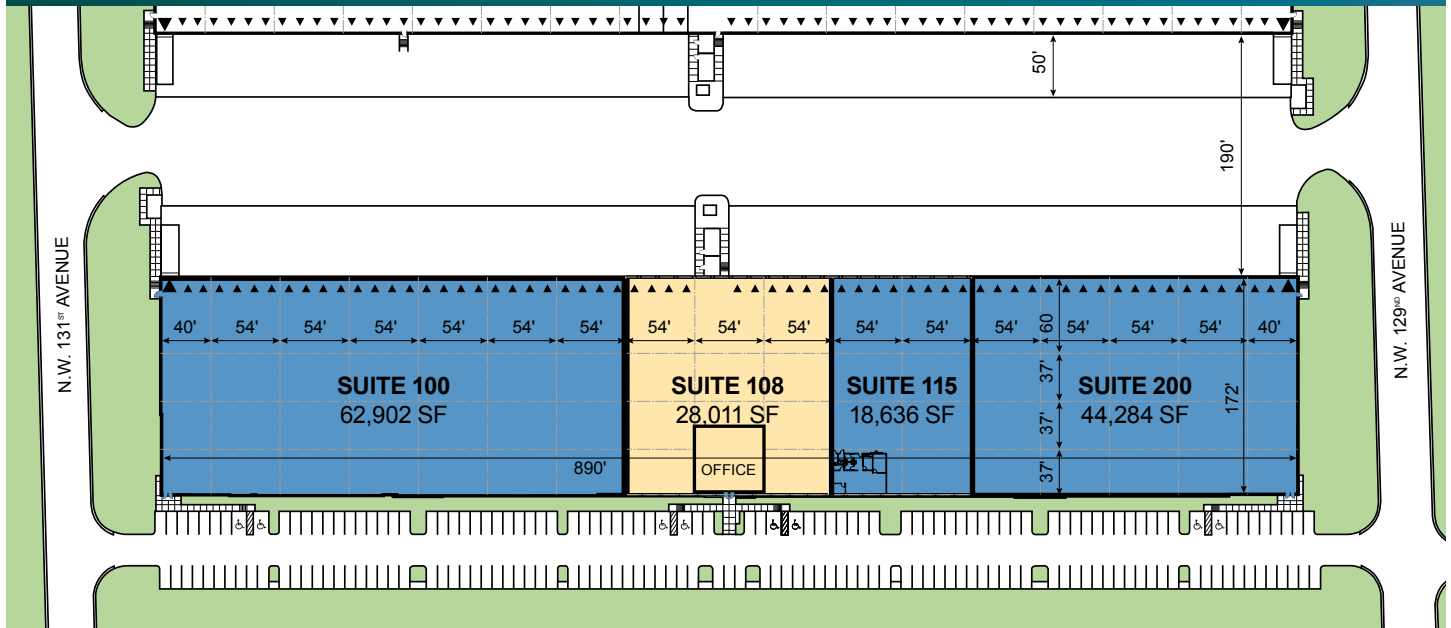 50'
190'
N.W. 131ST AVENUE
N.W. 129ND AVENUE
40' 54' 54' 54' 54' 54' 54' 54' 54' 54' 54' 54' 54' 54' 54' 54' 40'
60
SUITE 100
62,902 SF
SUITE 108
28,011 SF
SUITE 115
18,636 SF
SUITE 200
44,284 SF
37'
37'
37'
172'
890'
OFFICE